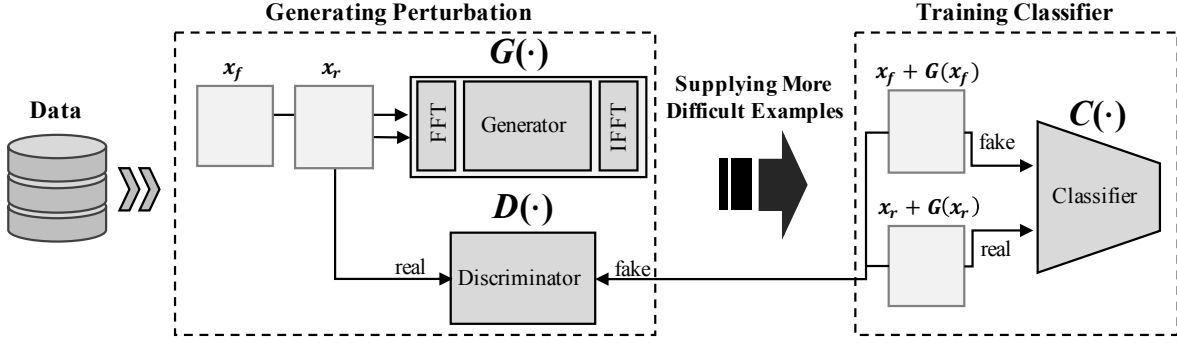 Generating Perturbation
Training Classifier
Data
x_f
x_r
G(·)
FFT
Generator
IFFT
D(·)
real
Discriminator
fake
Supplying More
Difficult Examples
x_f + G(x_f)
fake
C(·)
Classifier
x_r + G(x_r)
real